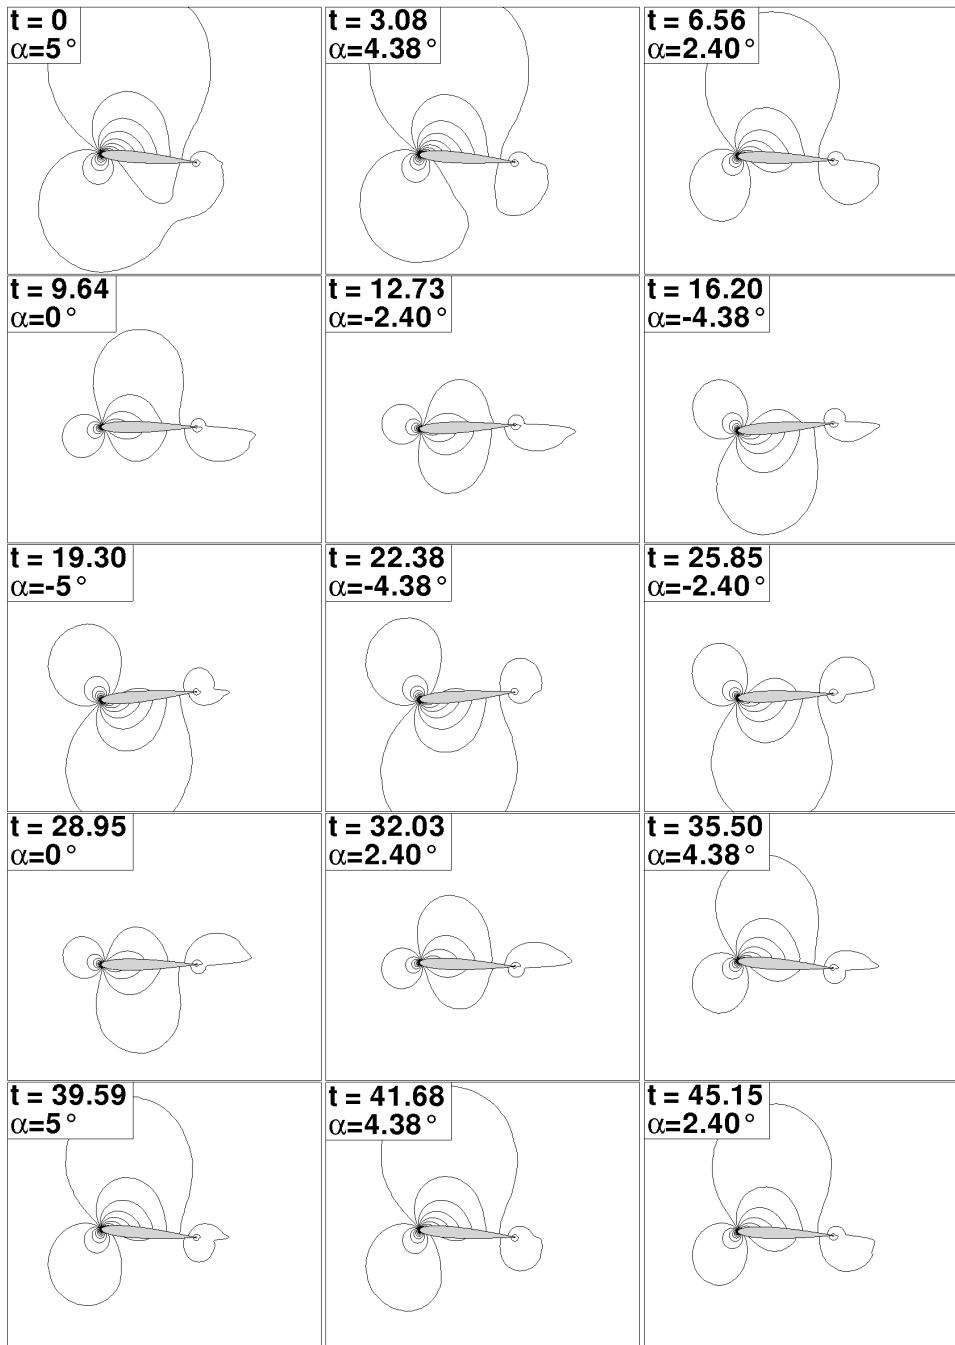 t = 0
α=5°
t = 3.08
α=4.38°
t = 6.56
α=2.40°
t = 9.64
α=0°
t = 12.73
α=-2.40°
t = 16.20
α=-4.38°
t = 19.30
α=-5°
t = 22.38
α=-4.38°
t = 25.85
α=-2.40°
t = 28.95
α=0°
t = 32.03
α=2.40°
t = 35.50
α=4.38°
t = 39.59
α=5°
t = 41.68
α=4.38°
t = 45.15
α=2.40°